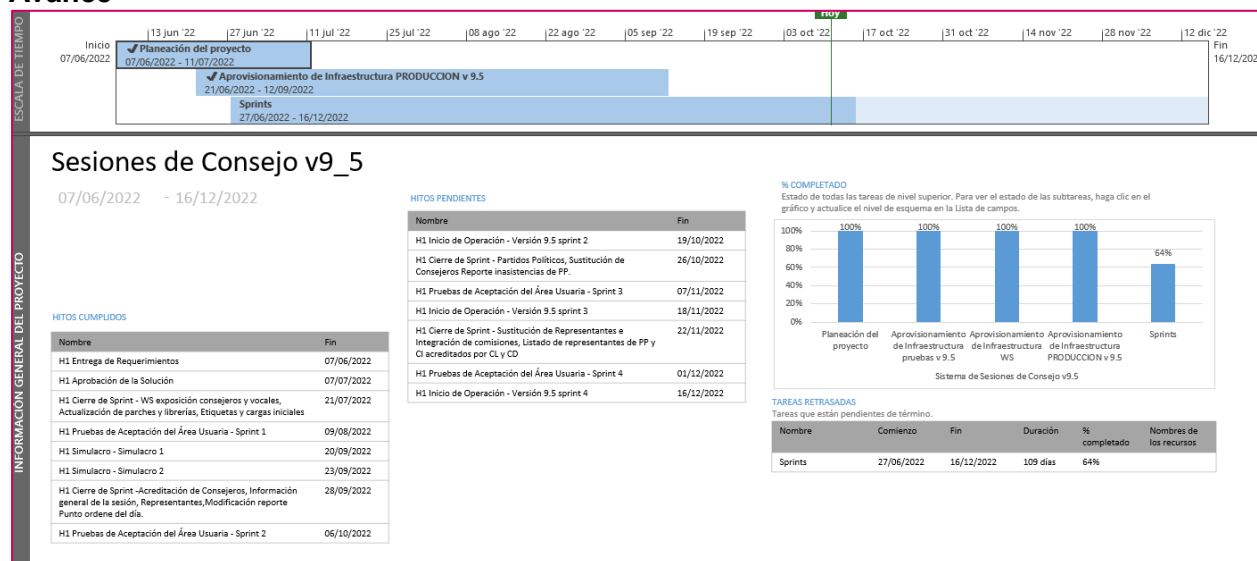 Avance
Hoy
ESCALA DE TIEMPO
13 jun '22
27 jun '22
11 jul '22
25 jul '22
08 ago '22
22 ago '22
05 sep '22
19 sep '22
03 oct '22
17 oct '22
31 oct '22
14 nov '22
28 nov '22
12 dic '22
Inicio
07/06/2022
Planeación del proyecto
07/06/2022 - 11/07/2022
Aprovisionamiento de Infraestructura PRODUCCION v 9.5
21/06/2022 - 12/09/2022
Sprints
27/06/2022 - 16/12/2022
Fin
16/12/202
INFORMACIÓN GENERAL DEL PROYECTO
Sesiones de Consejo v9_5
07/06/2022 - 16/12/2022
HITOS CUMPLIDOS
Nombre Fin
H1 Entrega de Requerimientos 07/06/2022
H1 Aprobación de la Solución 07/07/2022
H1 Cierre de Sprint - WS exposición consejeros y vocales, 21/07/2022
Actualización de parches y librerías, Etiquetas y cargas iniciales
H1 Pruebas de Aceptación del Área Usuaria - Sprint 1 09/08/2022
H1 Simulacro - Simulacro 1 20/09/2022
H1 Simulacro - Simulacro 2 23/09/2022
H1 Cierre de Sprint -Acreditación de Consejeros, Información 28/09/2022
general de la sesión, Representantes,Modificación reporte
Punto ordene del día.
H1 Pruebas de Aceptación del Área Usuaria - Sprint 2 06/10/2022
HITOS PENDIENTES
Nombre Fin
H1 Inicio de Operación - Versión 9.5 sprint 2 19/10/2022
H1 Cierre de Sprint - Partidos Políticos, Sustitución de 26/10/2022
Consejeros Reporte inasistencias de PP.
H1 Pruebas de Aceptación del Área Usuaria - Sprint 3 07/11/2022
H1 Inicio de Operación - Versión 9.5 sprint 3 18/11/2022
H1 Cierre de Sprint - Sustitución de Representantes e 22/11/2022
Integración de comisiones, Listado de representantes de PP y
CI acreditados por CL y CD
H1 Pruebas de Aceptación del Área Usuaria - Sprint 4 01/12/2022
H1 Inicio de Operación - Versión 9.5 sprint 4 16/12/2022
% COMPLETADO
Estado de todas las tareas de nivel superior. Para ver el estado de las subtareas, haga clic en el
gráfico y actualice el nivel de esquema en la Lista de campos.
100%
80%
60%
40%
20%
0%
100% 100% 100% 100% 64%
Planeación del
proyecto
Aprovisionamiento
de Infraestructura
pruebas v 9.5
Aprovisionamiento
de Infraestructura
WS
Aprovisionamiento
de Infraestructura
PRODUCCION v 9.5
Sprints
Sistema de Sesiones de Consejo v9.5
TAREAS RETRASADAS
Tareas que están pendientes de término.
Nombre Comienzo Fin Duración % completado Nombres de los recursos
Sprints 27/06/2022 16/12/2022 109 días 64%